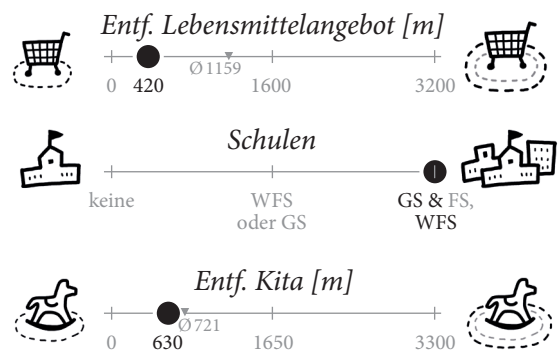 Entf. Lebensmittelangebot [m]
Ø 1159
0 420 1600 3200
Schulen
keine WFS GS & FS,
oder GS WFS
Entf. Kita [m]
Ø 721
0 630 1650 3300